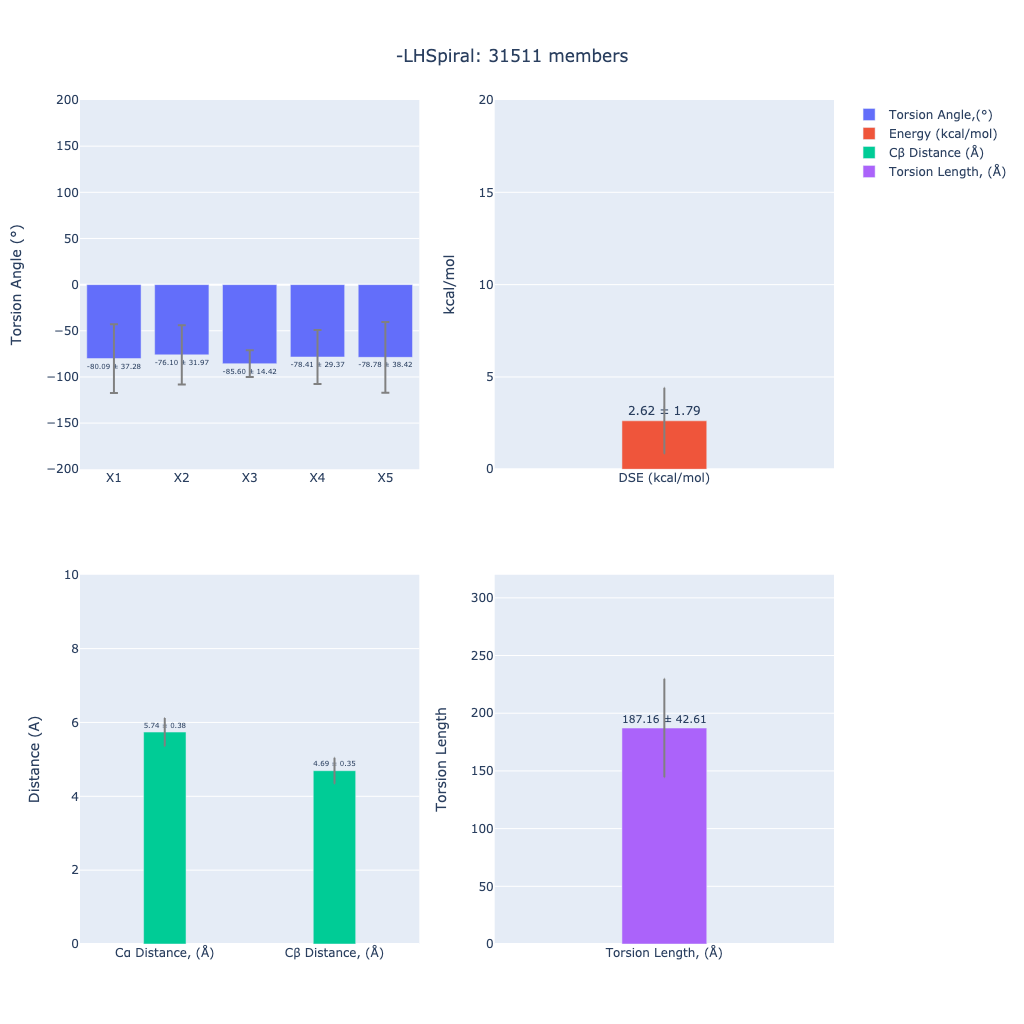 -LHSpiral: 31511 members
200
150
100
50
0
−50
−100
−150
−200
Torsion Angle (°)
-80.09 ± 37.28
-76.10 ± 31.97
-85.60 ± 14.42
-78.41 ± 29.37
-78.78 ± 38.42
X1
X2
X3
X4
X5
20
15
10
5
0
kcal/mol
2.62 ± 1.79
DSE (kcal/mol)
Torsion Angle,(°)
Energy (kcal/mol)
Cβ Distance (Å)
Torsion Length, (Å)
10
8
6
4
2
0
Distance (A)
5.74 ± 0.38
4.69 ± 0.35
Cα Distance, (Å)
Cβ Distance, (Å)
300
250
200
150
100
50
0
Torsion Length
187.16 ± 42.61
Torsion Length, (Å)